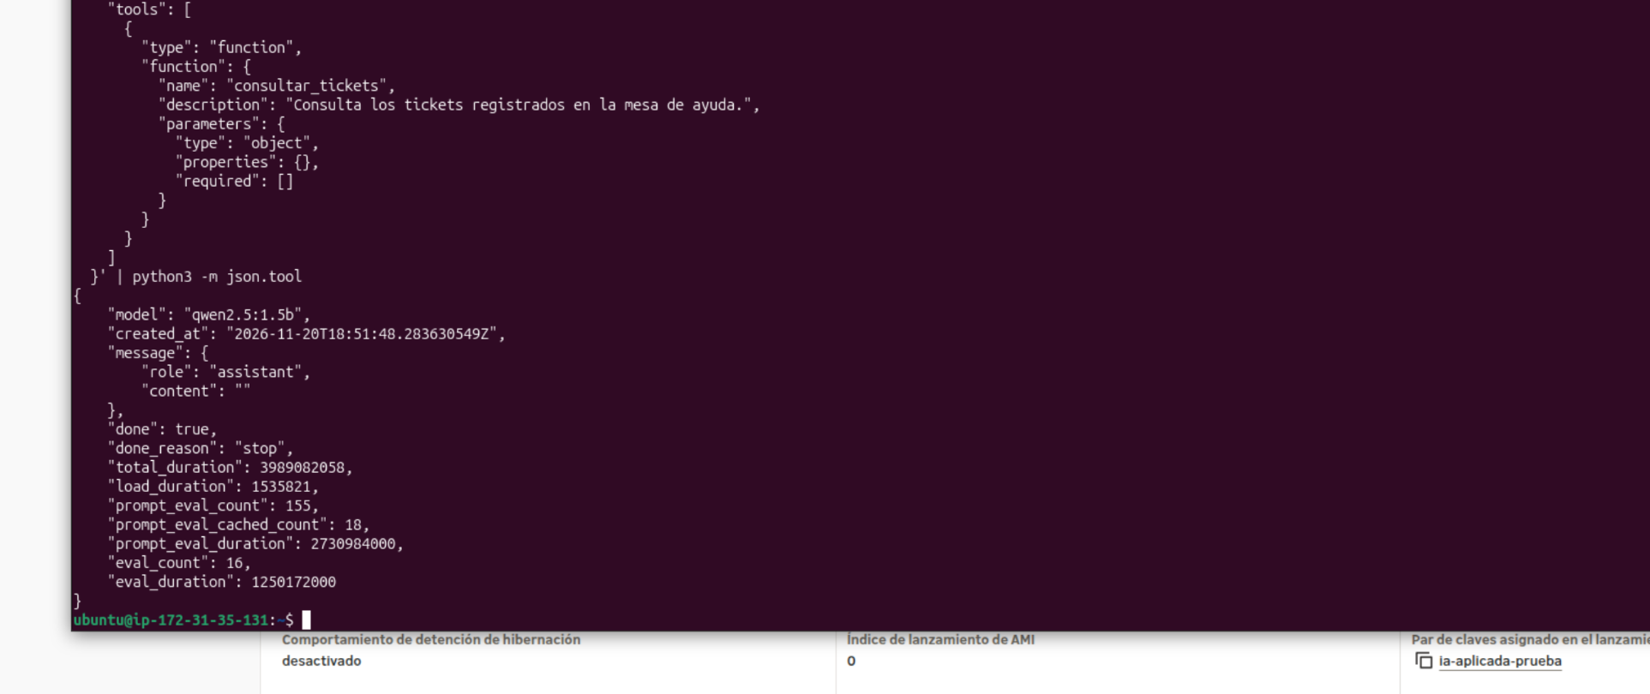 "tools": [
      {
        "type": "function",
        "function": {
          "name": "consultar_tickets",
          "description": "Consulta los tickets registrados en la mesa de ayuda.",
          "parameters": {
            "type": "object",
            "properties": {},
            "required": []
          }
        }
      }
    ]
  }' | python3 -m json.tool
{
    "model": "qwen2.5:1.5b",
    "created_at": "2026-11-20T18:51:48.283630549Z",
    "message": {
        "role": "assistant",
        "content": ""
    },
    "done": true,
    "done_reason": "stop",
    "total_duration": 3989082058,
    "load_duration": 1535821,
    "prompt_eval_count": 155,
    "prompt_eval_cached_count": 18,
    "prompt_eval_duration": 2730984000,
    "eval_count": 16,
    "eval_duration": 1250172000
}
ubuntu@ip-172-31-35-131:~$
Comportamiento de detención de hibernación
desactivado
Índice de lanzamiento de AMI
0
Par de claves asignado en el lanzamie
ia-aplicada-prueba